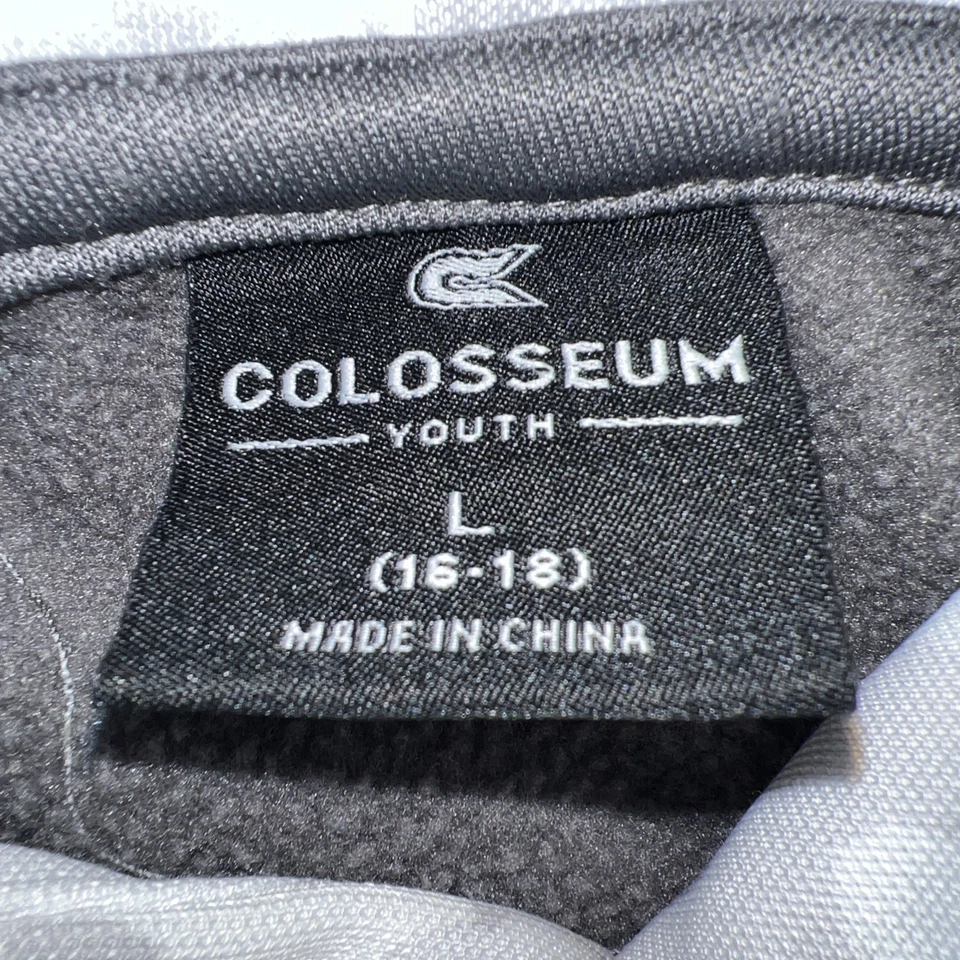 COLOSSEUM
YOUTH
L
(16-18)
MADE IN CHINA